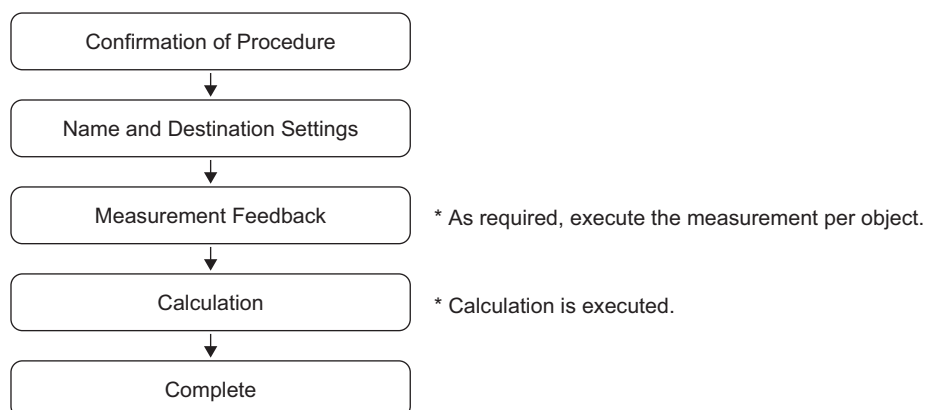 Confirmation of Procedure
Name and Destination Settings
Measurement Feedback
* As required, execute the measurement per object.
Calculation
* Calculation is executed.
Complete